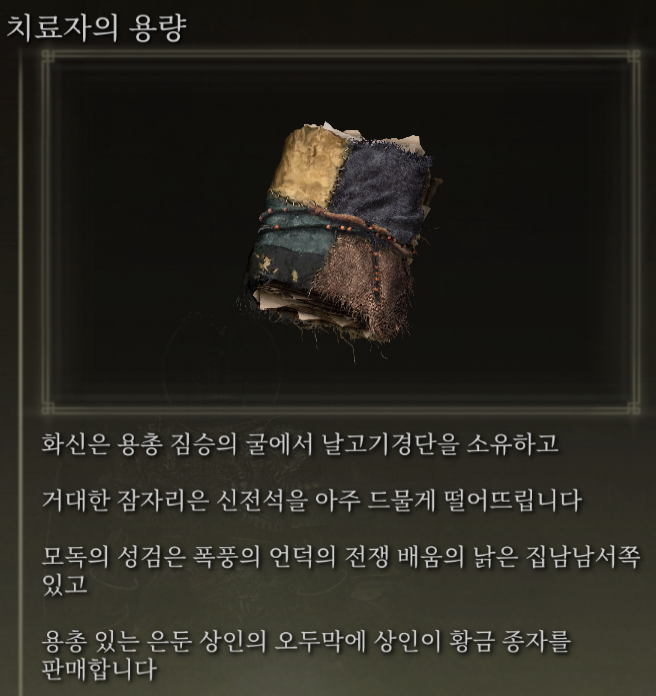 치료자의 용량
화신은 용총 짐승의 굴에서 날고기경단을 소유하고
거대한 잠자리은 신전석을 아주 드물게 떨어뜨립니다
모독의 성검은 폭풍의 언덕의 전쟁 배움의 낡은 집남남서쪽
있고
용총 있는 은둔 상인의 오두막에 상인이 황금 종자를
판매합니다